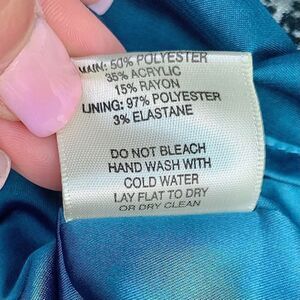 MAIN: 50% POLYESTER
35% ACRYLIC
15% RAYON
LINING: 97% POLYESTER
3% ELASTANE
DO NOT BLEACH
HAND WASH WITH
COLD WATER
LAY FLAT TO DRY
OR DRY CLEAN